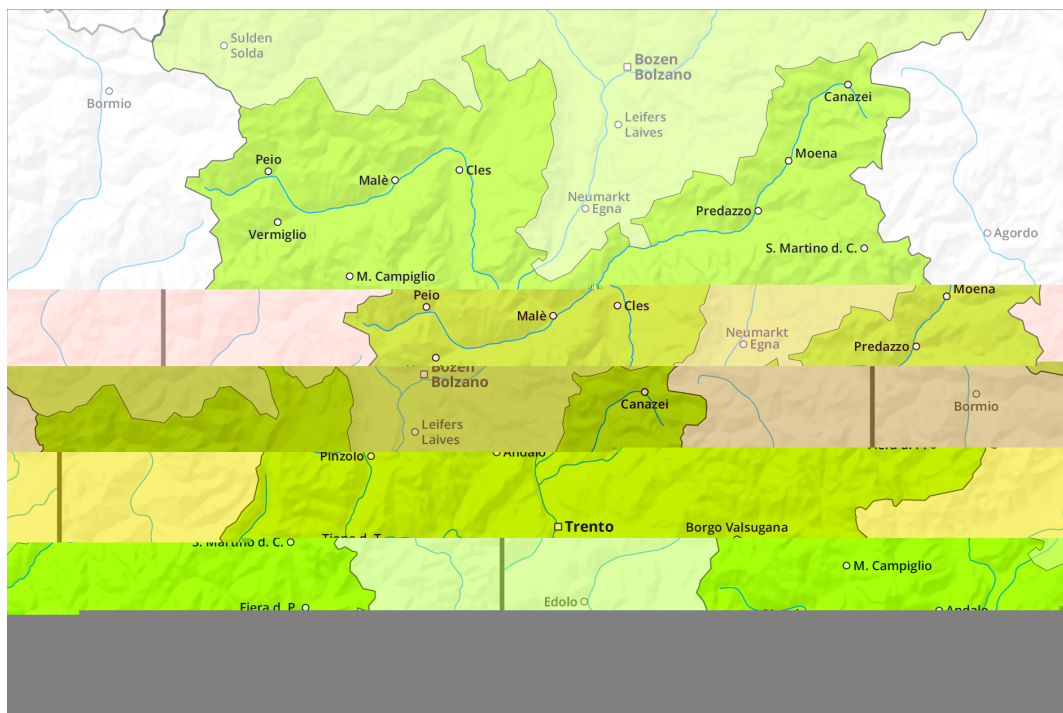 Sulden
Solda
Bozen
Bolzano
Bormio
Canazei
Leifers
Laives
Moena
Peio
Cles
Malè
Neumarkt
Egna
Predazzo
Vermiglio
Agordo
S. Martino d. C.
M. Campiglio
Moena
Peio
Cles
Malè
Neumarkt
Egna
Predazzo
Bozen
Bolzano
Canazei
Bormio
Leifers
Laives
Pinzolo
Andalo
Trento
Borgo Valsugana
S. Martino d. C.
M. Campiglio
Edolo
Fiera d. P.
Andalo